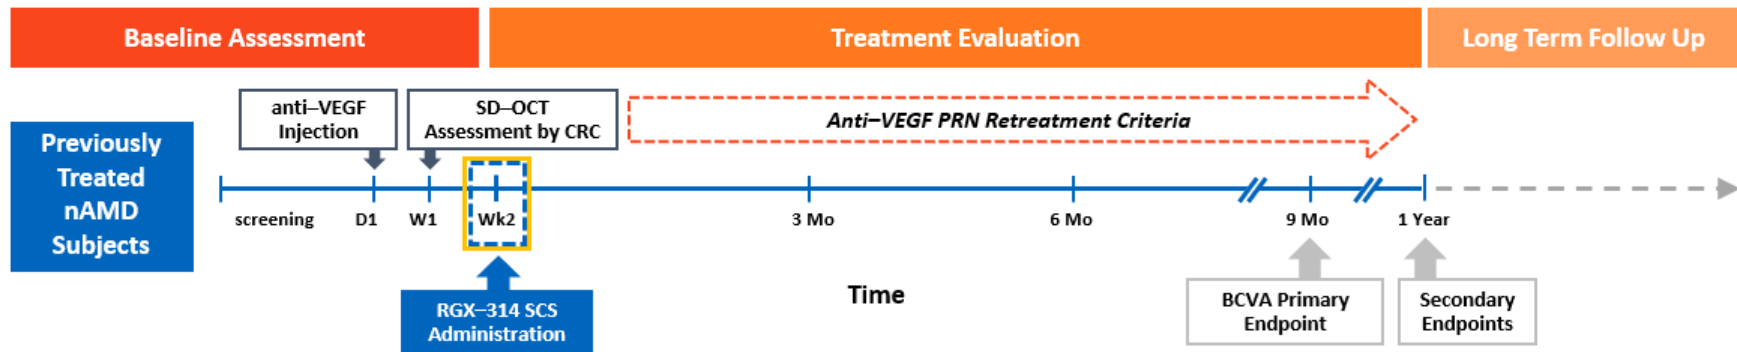 Baseline Assessment
Treatment Evaluation
Long Term Follow Up
anti–VEGF
Injection
SD–OCT
Assessment by CRC
Anti–VEGF PRN Retreatment Criteria
Previously
Treated
nAMD
Subjects
screening
D1
W1
Wk2
3 Mo
6 Mo
9 Mo
1 Year
RGX–314 SCS
Administration
Time
BCVA Primary
Endpoint
Secondary
Endpoints